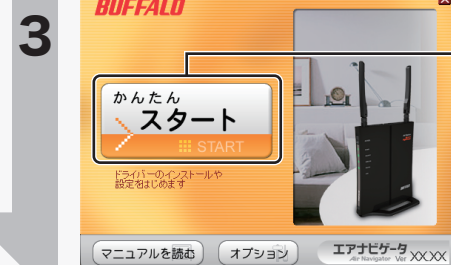 3
BUFFALO
かんたん
スタート
START
ドライバーのインストールや
設定をはじめます
マニュアルを読む
オプション
エアナビゲータ
Air Navigator Ver XX.XX